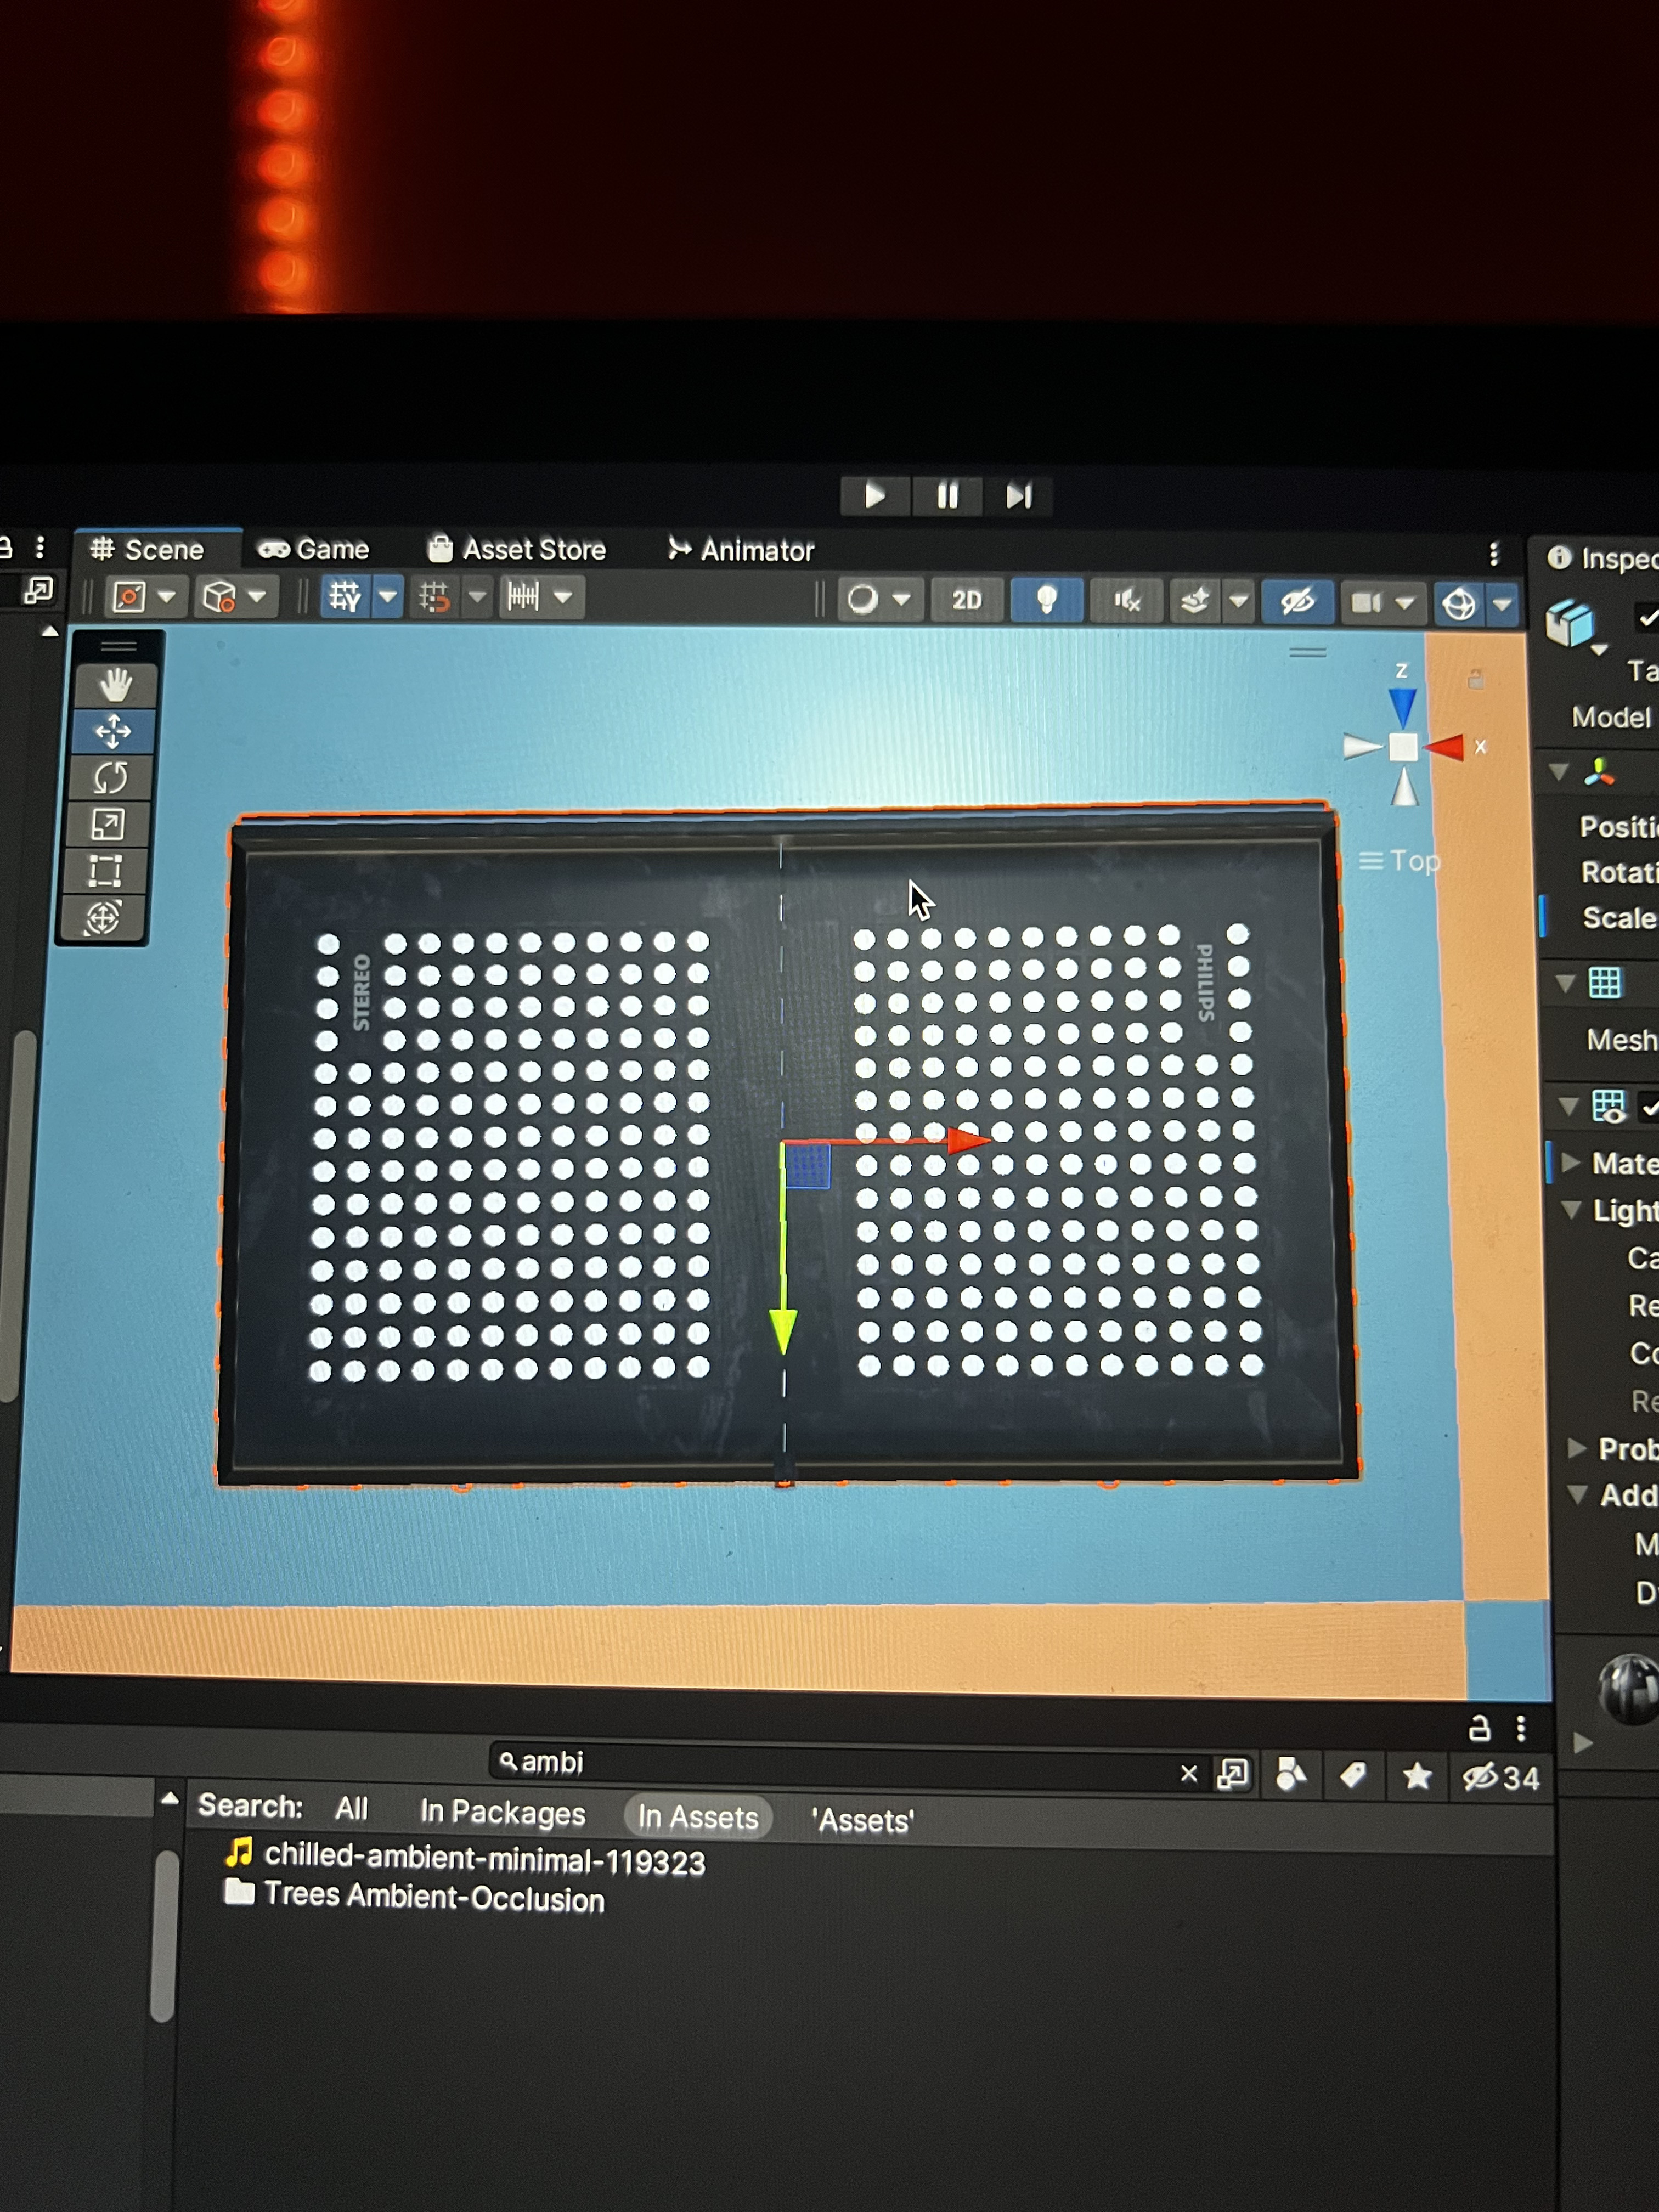 Scene Game Asset Store Animator
Inspec
2D
Ta
Model
z
x
Top
Positi
Rotati
Scale
STEREO
PHILIPS
Mesh
Mate
Light
Ca
Re
Co
Re
Prob
Add
M
D
ambi
34
Search: All In Packages In Assets 'Assets'
chilled-ambient-minimal-119323
Trees Ambient-Occlusion